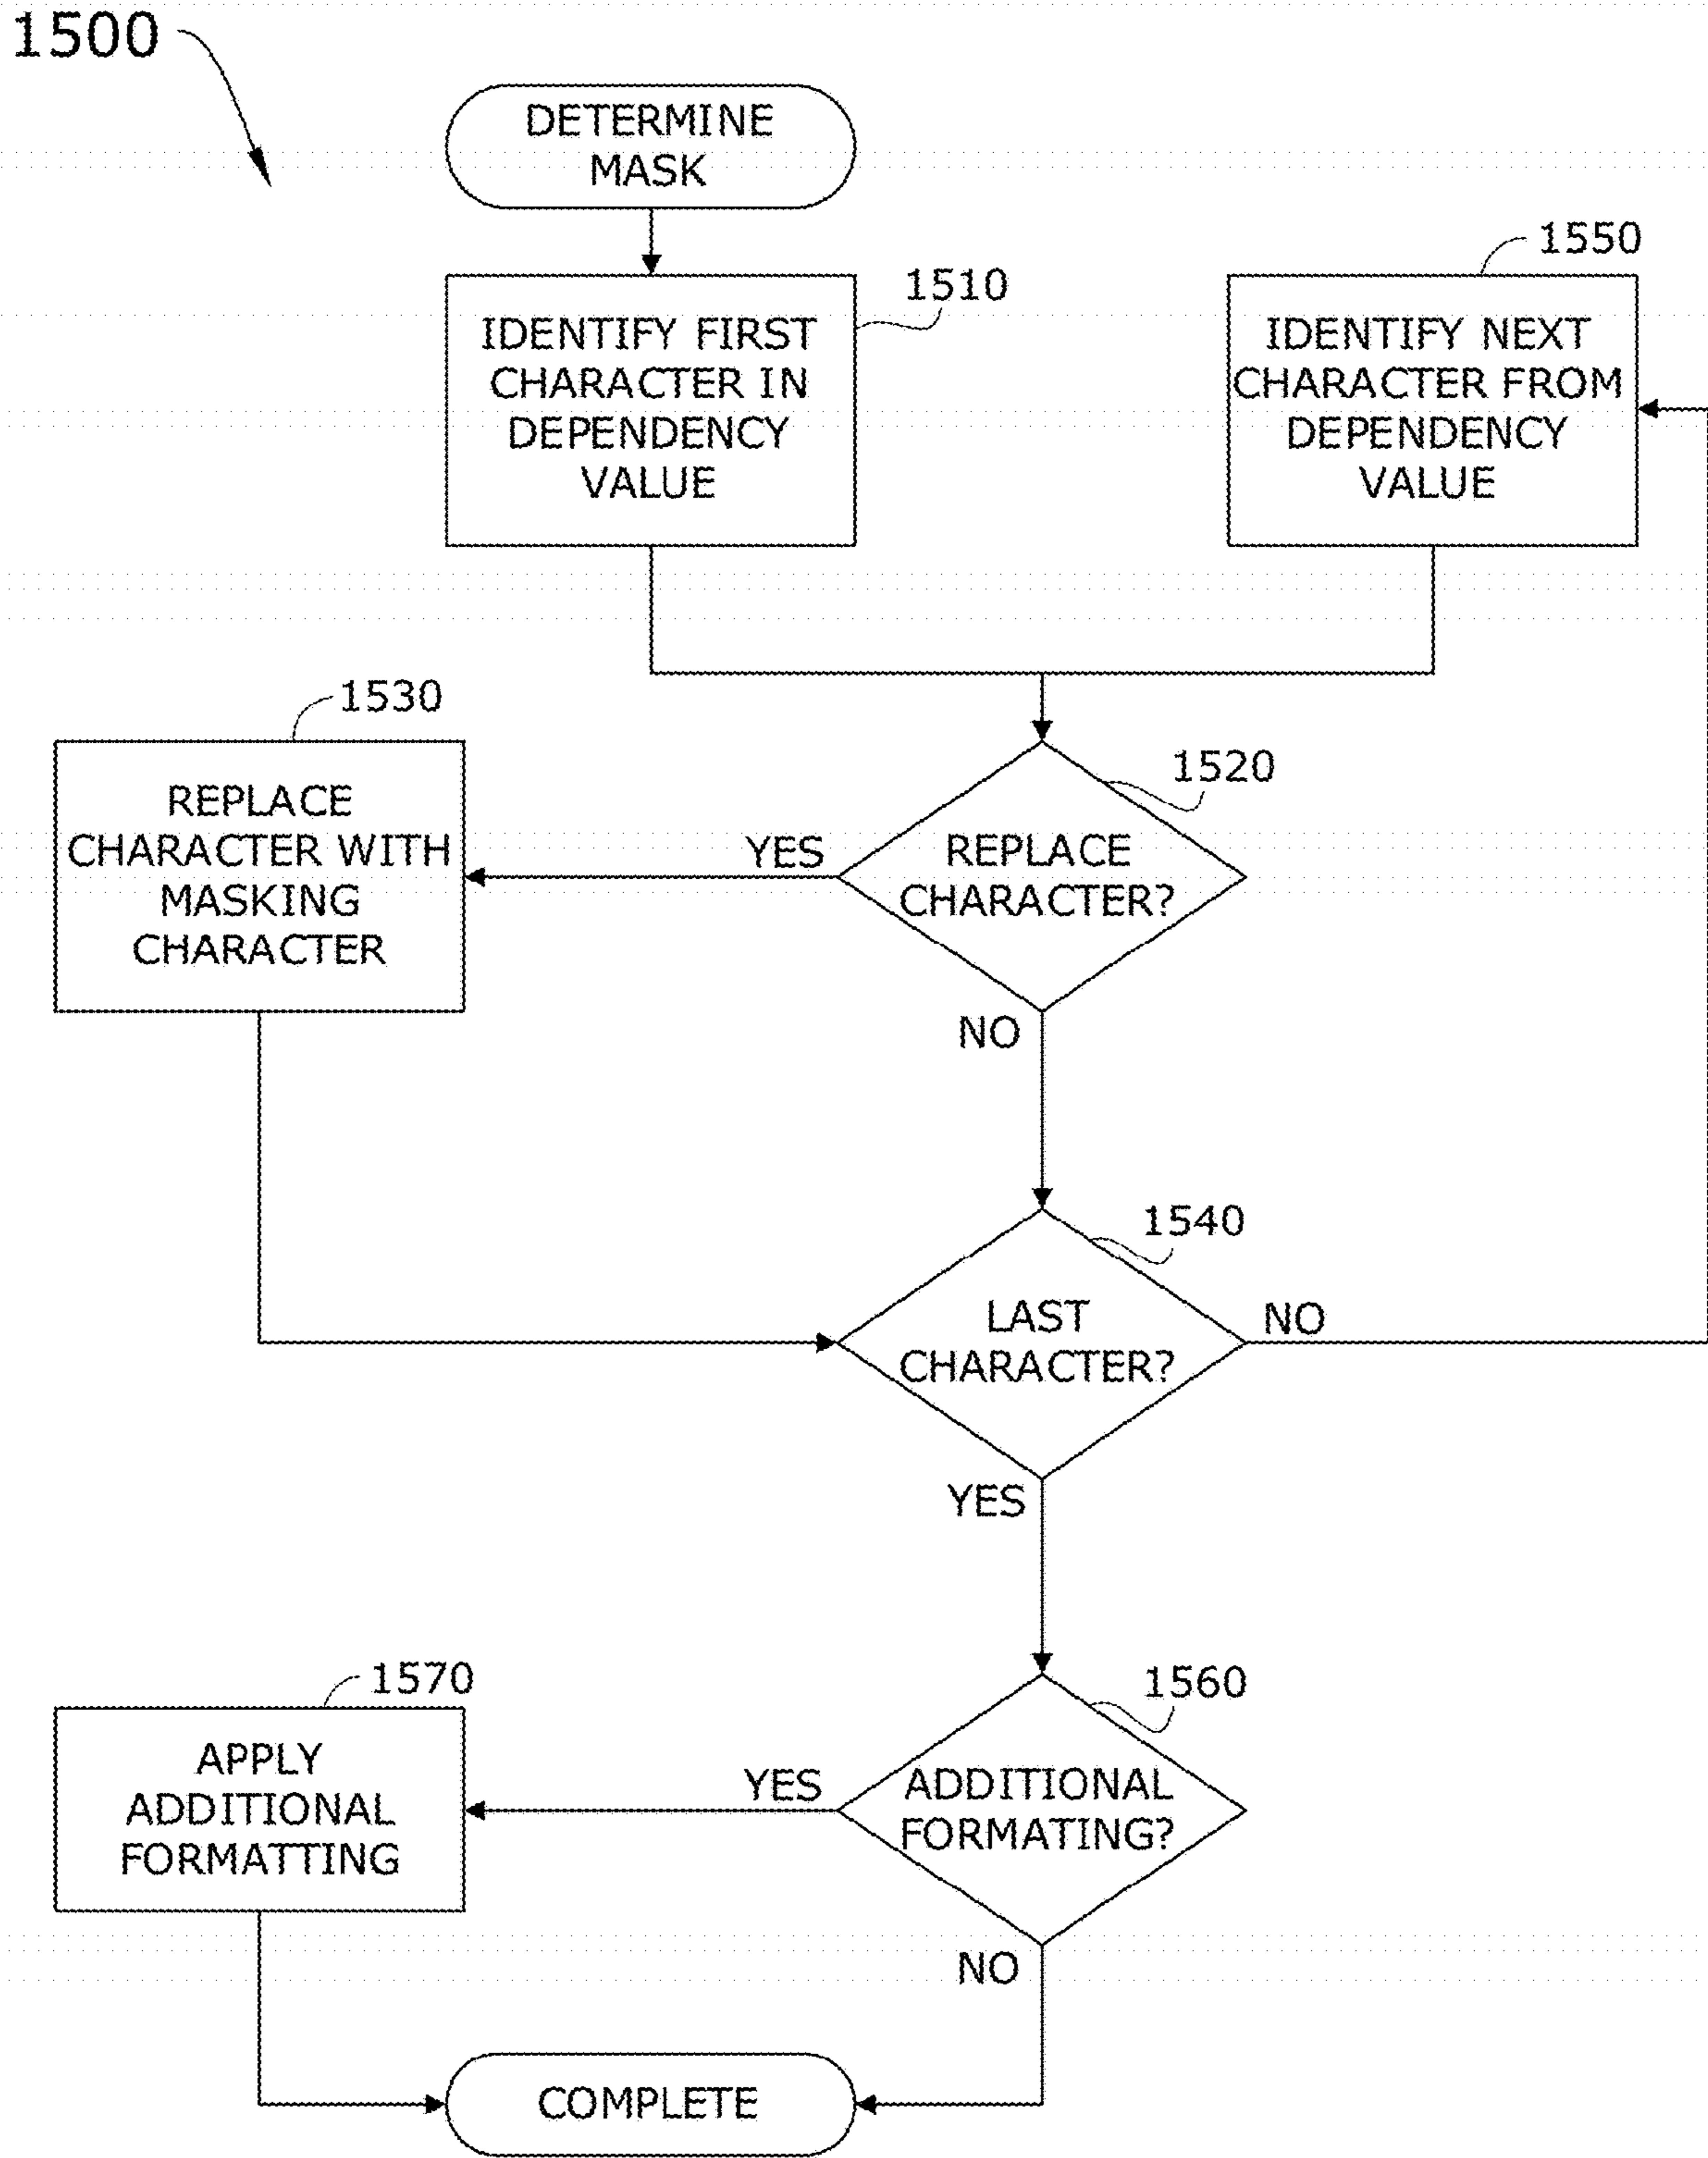 1500
DETERMINE
MASK
1510
IDENTIFY FIRST
CHARACTER IN
DEPENDENCY
VALUE
1550
IDENTIFY NEXT
CHARACTER FROM
DEPENDENCY
VALUE
1530
REPLACE
CHARACTER WITH
MASKING
CHARACTER
1520
YES
REPLACE
CHARACTER?
NO
1540
LAST
CHARACTER?
NO
YES
1570
APPLY
ADDITIONAL
FORMATTING
1560
YES
ADDITIONAL
FORMATING?
NO
COMPLETE